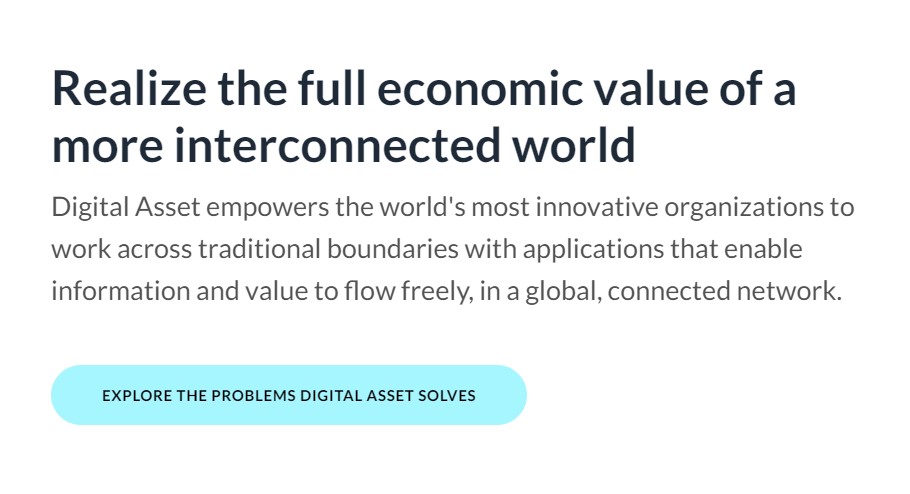 Realize the full economic value of a
more interconnected world
Digital Asset empowers the world's most innovative organizations to
work across traditional boundaries with applications that enable
information and value to flow freely, in a global, connected network.
EXPLORE THE PROBLEMS DIGITAL ASSET SOLVES